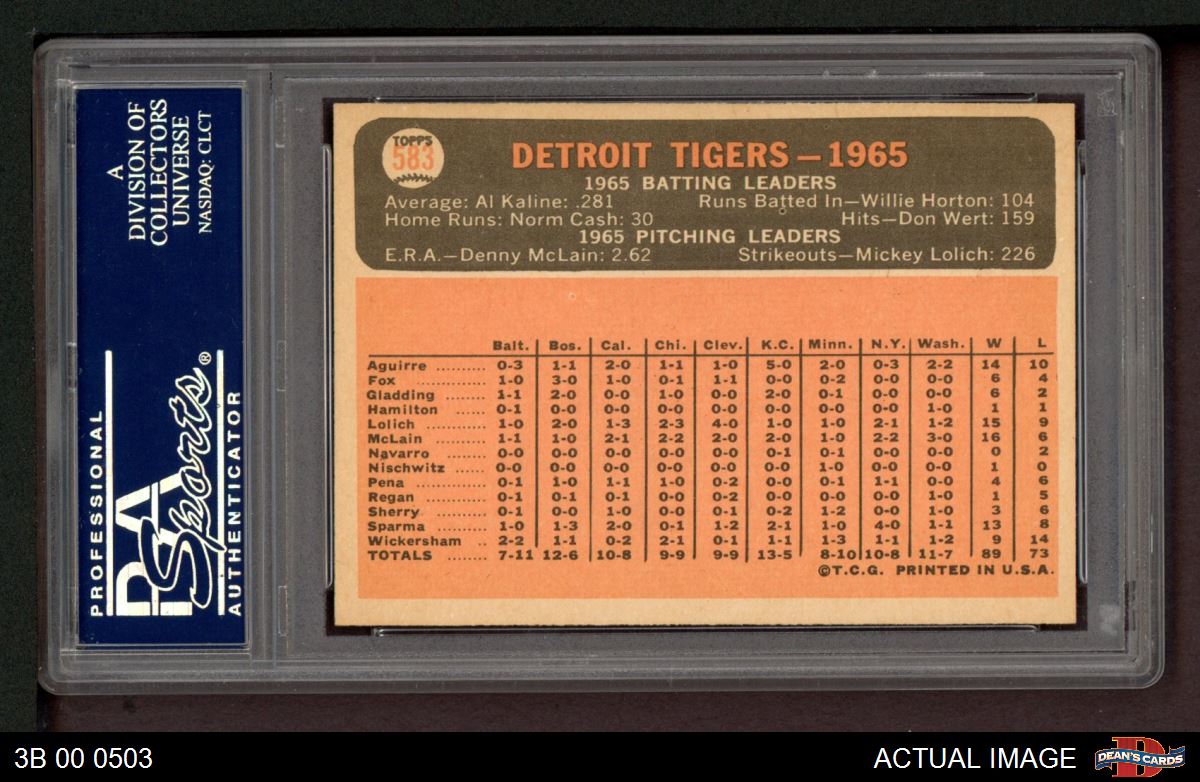 A
DIVISION OF
COLLECTORS
UNIVERSE
NASDAQ: CLCT
PROFESSIONAL
PSA
Sports®
AUTHENTICATOR
TOPPS
583
DETROIT TIGERS — 1965
1965 BATTING LEADERS
Average: Al Kaline: .281 Runs Batted In—Willie Horton: 104
Home Runs: Norm Cash: 30 Hits—Don Wert: 159
1965 PITCHING LEADERS
E.R.A.—Denny McLain: 2.62 Strikeouts—Mickey Lolich: 226
Balt. Bos. Cal. Chi. Clev. K.C. Minn. N.Y. Wash. W L
Aguirre ......... 0-3 1-1 2-0 1-1 1-0 5-0 2-0 0-3 2-2 14 10
Fox ......... 1-0 3-0 1-0 0-1 1-1 0-0 0-2 0-0 0-0 6 4
Gladding ....... 1-1 2-0 0-0 1-0 0-0 2-0 0-1 0-0 0-0 6 2
Hamilton ...... 0-1 0-0 0-0 0-0 0-0 0-0 0-0 0-0 1-0 1 1
Lolich ......... 1-0 2-0 1-3 2-3 4-0 1-0 1-0 2-1 1-2 15 9
McLain ......... 1-1 1-0 2-1 2-2 2-0 2-0 1-0 2-2 3-0 16 6
Navarro ....... 0-0 0-0 0-0 0-0 0-0 0-1 0-1 0-0 0-0 0 2
Nischwitz ...... 0-0 0-0 0-0 0-0 0-0 0-0 1-0 0-0 0-0 1 0
Pena ......... 0-1 1-0 1-1 1-0 0-2 0-0 0-1 1-1 0-0 4 6
Regan ......... 0-1 0-1 0-1 0-0 0-2 0-0 0-0 0-0 1-0 1 5
Sherry ......... 0-1 0-0 1-0 0-0 0-1 0-2 1-2 0-0 1-0 3 6
Sparma ......... 1-0 1-3 2-0 0-1 1-2 2-1 1-0 4-0 1-1 13 8
Wickersham .. 2-2 1-1 0-2 2-1 0-1 1-1 1-3 1-1 1-2 9 14
TOTALS ........ 7-11 12-6 10-8 9-9 9-9 13-5 8-10 10-8 11-7 89 73
©T.C.G. PRINTED IN U.S.A.
3B 00 0503 ACTUAL IMAGE
DEAN'S CARDS